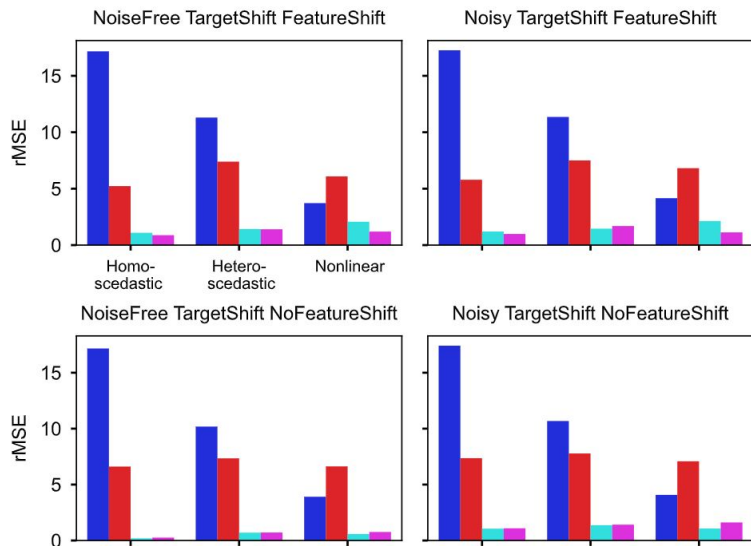 NoiseFree TargetShift FeatureShift
Noisy TargetShift FeatureShift
rMSE
15
10
5
0
Homo-
scedastic
Hetero-
scedastic
Nonlinear
NoiseFree TargetShift NoFeatureShift
Noisy TargetShift NoFeatureShift
rMSE
15
10
5
0